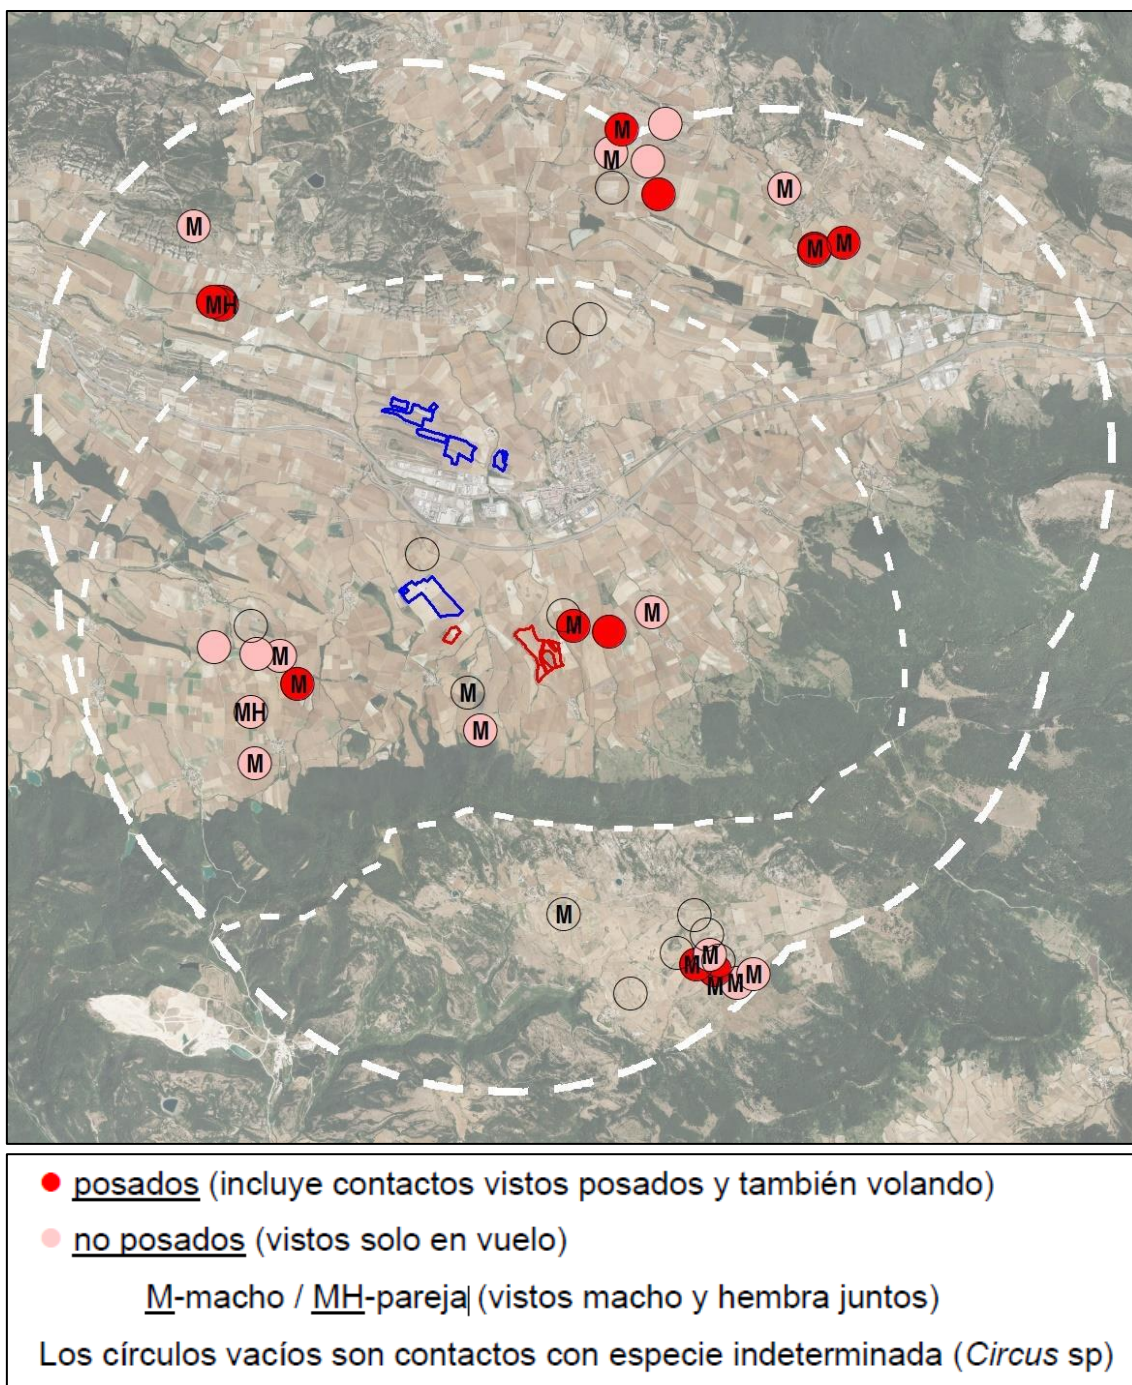 M
M
M
M
M
M
MH
M
M
M
M
MH
M
M
M
M
M
M
M
M
M
posados (incluye contactos vistos posados y también volando)
no posados (vistos solo en vuelo)
M-macho / MH-pareja (vistos macho y hembra juntos)
Los círculos vacíos son contactos con especie indeterminada (Circus sp)